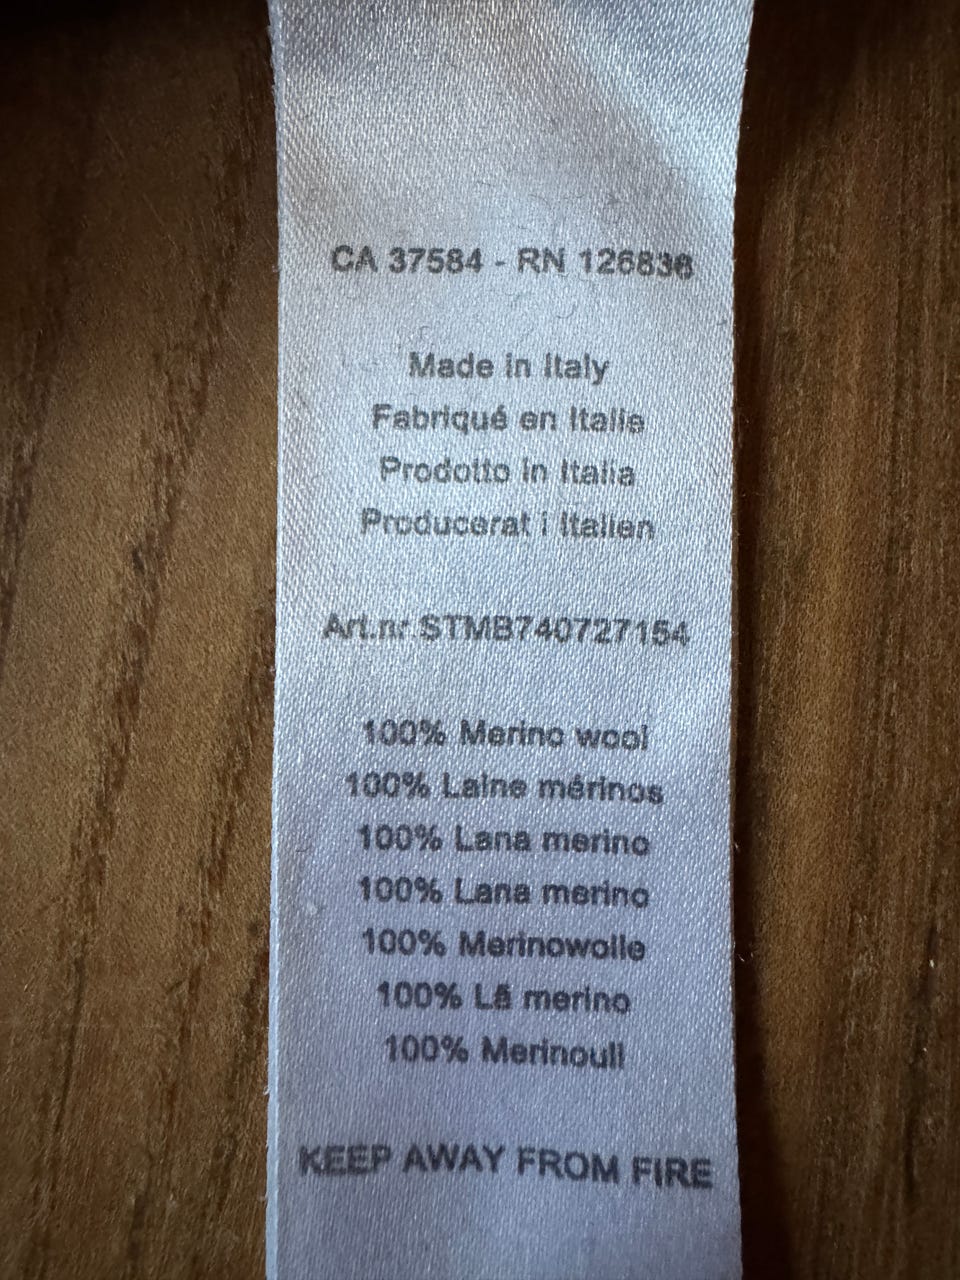 CA 37584 - RN 126836
Made in Italy
Fabriqué en Italie
Prodotto in Italia
Producerat i Italien
Art.nr STMB740727154
100% Merino wool
100% Laine mérinos
100% Lana merino
100% Lana merino
100% Merinowolle
100% Lã merino
100% Merinoull
KEEP AWAY FROM FIRE